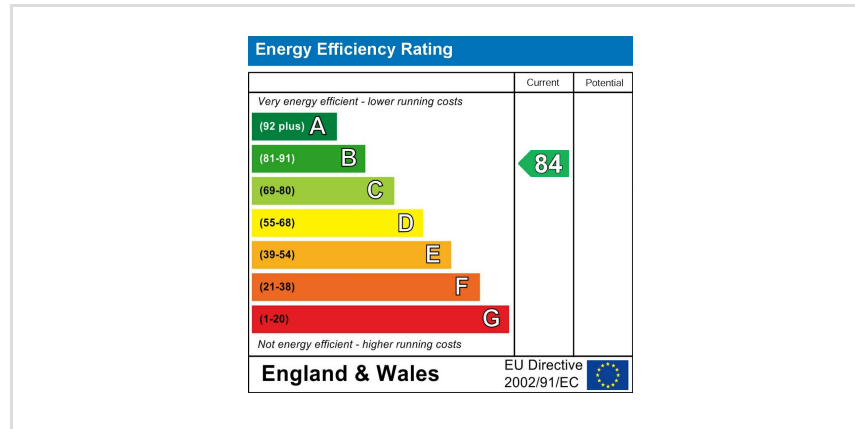 Energy Efficiency Rating
Current Potential
Very energy efficient - lower running costs
(92 plus) A
(81-91) B
84
(69-80) C
(55-68) D
(39-54) E
(21-38) F
(1-20) G
Not energy efficient - higher running costs
England & Wales
EU Directive
2002/91/EC